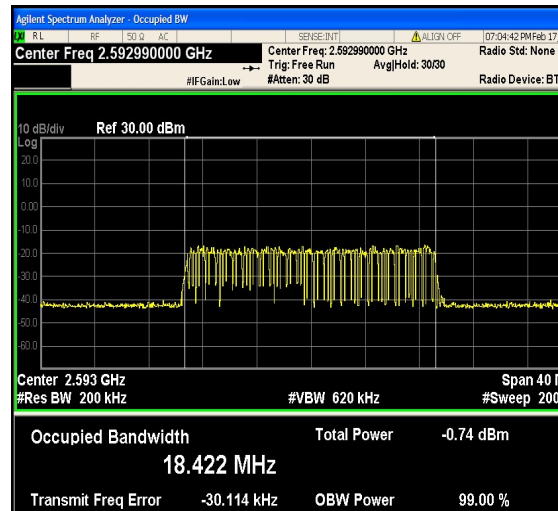 Agilent Spectrum Analyzer - Occupied BW
LXI RL RF 50 Ω AC SENSE:INT ALIGN OFF 07:04:42 PM Feb 17
Center Freq 2.592990000 GHz
Center Freq: 2.592990000 GHz Radio Std: None
Trig: Free Run Avg|Hold: 30/30
#IFGain:Low #Atten: 30 dB Radio Device: BT
10 dB/div Ref 30.00 dBm
Log
20.0
10.0
0.00
-10.0
-20.0
-30.0
-40.0
-50.0
-60.0
Center 2.593 GHz Span 40
#Res BW 200 kHz #VBW 620 kHz #Sweep 200
Occupied Bandwidth Total Power -0.74 dBm
18.422 MHz
Transmit Freq Error -30.114 kHz OBW Power 99.00 %